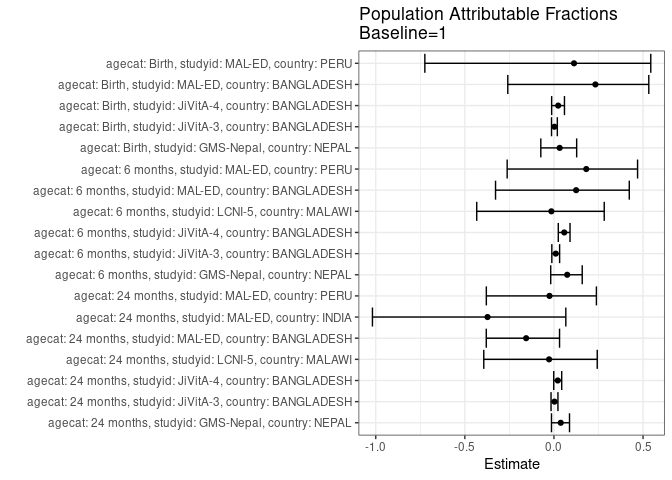 Population Attributable Fractions
Baseline=1
agecat: Birth, studyid: MAL-ED, country: PERU
agecat: Birth, studyid: MAL-ED, country: BANGLADESH
agecat: Birth, studyid: JiVitA-4, country: BANGLADESH
agecat: Birth, studyid: JiVitA-3, country: BANGLADESH
agecat: Birth, studyid: GMS-Nepal, country: NEPAL
agecat: 6 months, studyid: MAL-ED, country: PERU
agecat: 6 months, studyid: MAL-ED, country: BANGLADESH
agecat: 6 months, studyid: LCNI-5, country: MALAWI
agecat: 6 months, studyid: JiVitA-4, country: BANGLADESH
agecat: 6 months, studyid: JiVitA-3, country: BANGLADESH
agecat: 6 months, studyid: GMS-Nepal, country: NEPAL
agecat: 24 months, studyid: MAL-ED, country: PERU
agecat: 24 months, studyid: MAL-ED, country: INDIA
agecat: 24 months, studyid: MAL-ED, country: BANGLADESH
agecat: 24 months, studyid: LCNI-5, country: MALAWI
agecat: 24 months, studyid: JiVitA-4, country: BANGLADESH
agecat: 24 months, studyid: JiVitA-3, country: BANGLADESH
agecat: 24 months, studyid: GMS-Nepal, country: NEPAL
-1.0 -0.5 0.0 0.5
Estimate